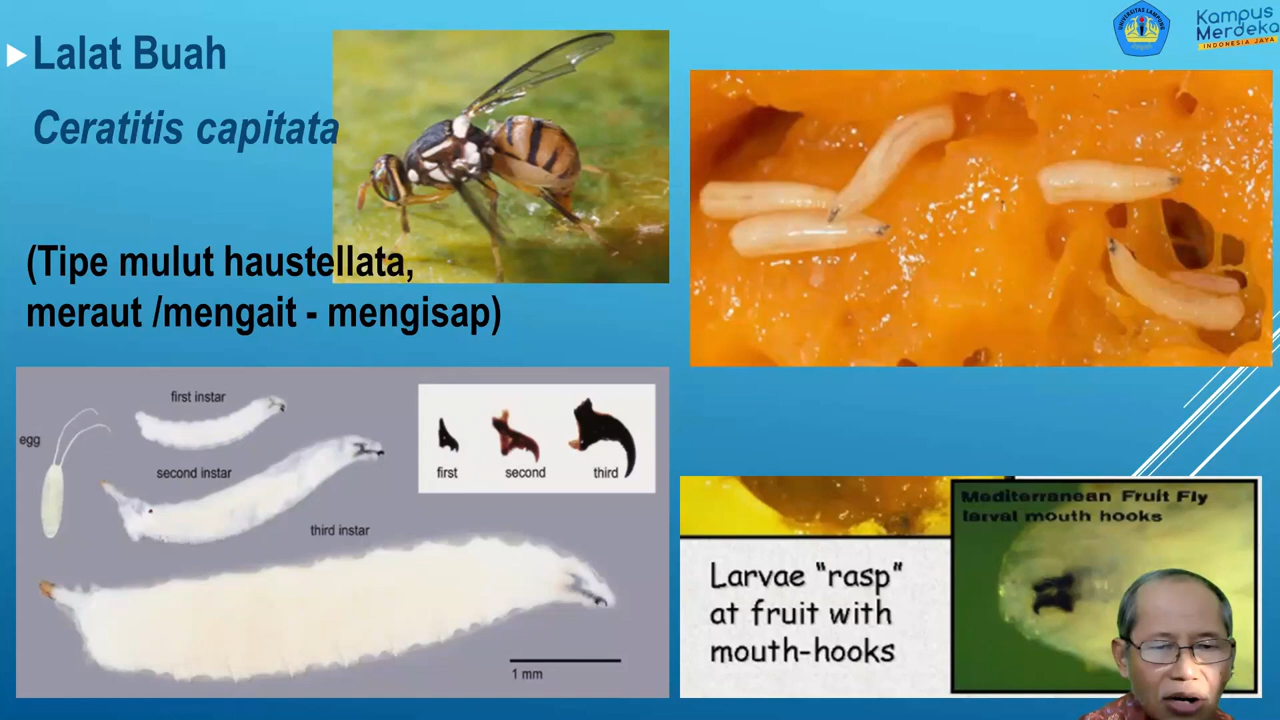 Lalat Buah
Ceratitis capitata
(Tipe mulut haustellata,
meraut /mengait - mengisap)
UNIVERSITAS LAMPUNG
Kampus
Merdeka
INDONESIA JAYA
first instar
egg
second instar
third instar
first
second
third
1 mm
Mediterranean Fruit Fly
larval mouth hooks
Larvae “rasp”
at fruit with
mouth-hooks